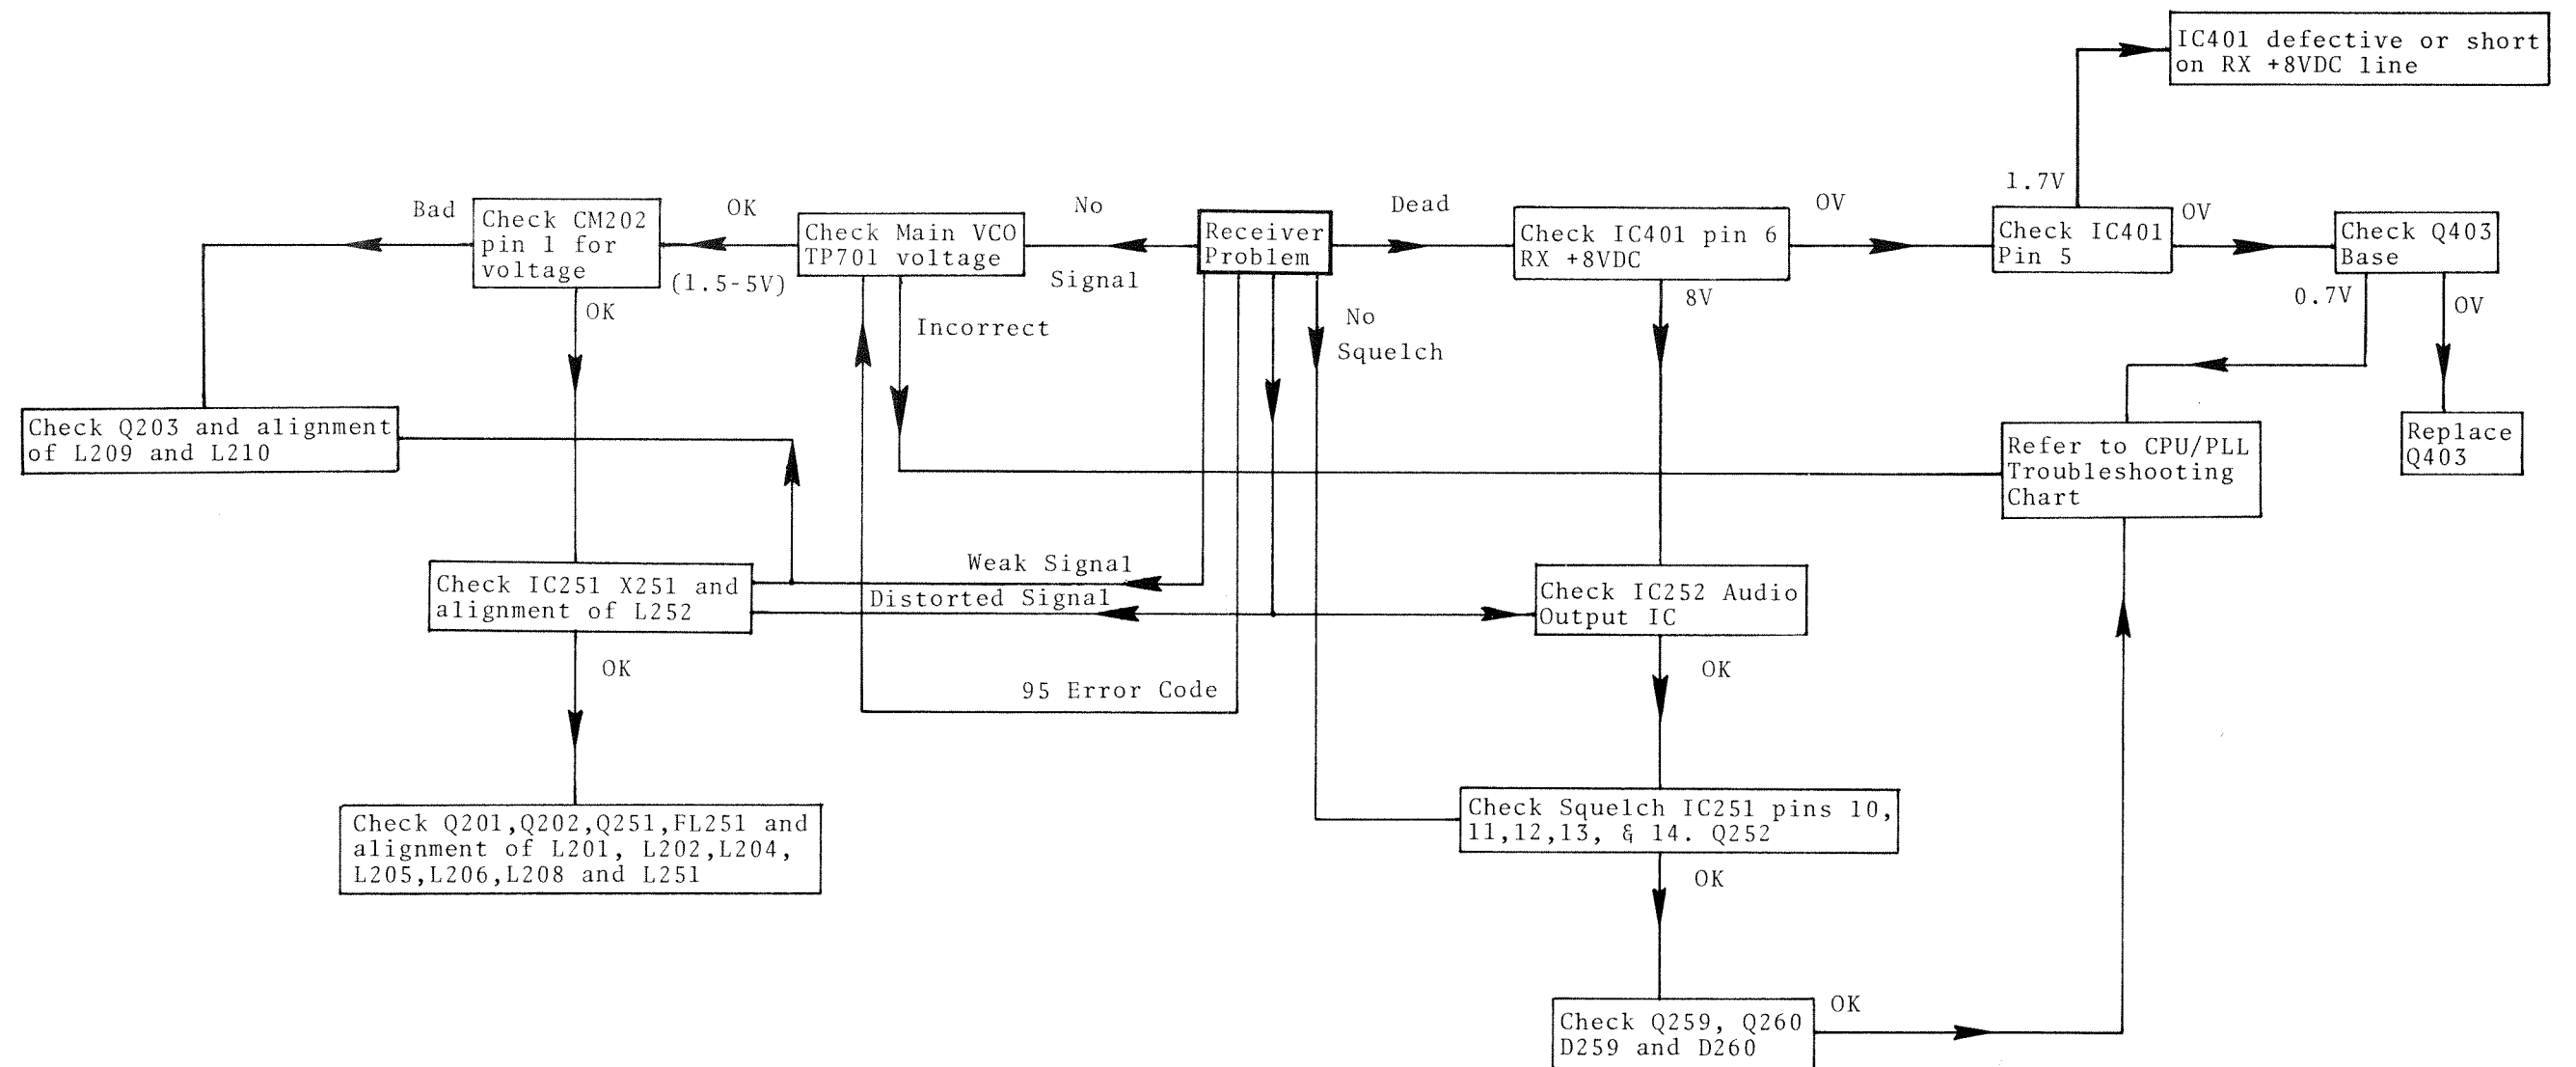 IC401 defective or short
on RX +8VDC line
1.7V
Bad
Check CM202
pin 1 for
voltage
OK
(1.5-5V)
Check Main VCO
TP701 voltage
No
Signal
Receiver
Problem
Dead
Check IC401 pin 6
RX +8VDC
OV
Check IC401
Pin 5
OV
Check Q403
Base
OK
Incorrect
No
Squelch
8V
0.7V
OV
Check Q203 and alignment
of L209 and L210
Refer to CPU/PLL
Troubleshooting
Chart
Replace
Q403
Weak Signal
Distorted Signal
Check IC251 X251 and
alignment of L252
Check IC252 Audio
Output IC
OK
OK
95 Error Code
Check Q201,Q202,Q251,FL251 and
alignment of L201, L202,L204,
L205,L206,L208 and L251
Check Squelch IC251 pins 10,
11,12,13, & 14. Q252
OK
Check Q259, Q260
D259 and D260
OK